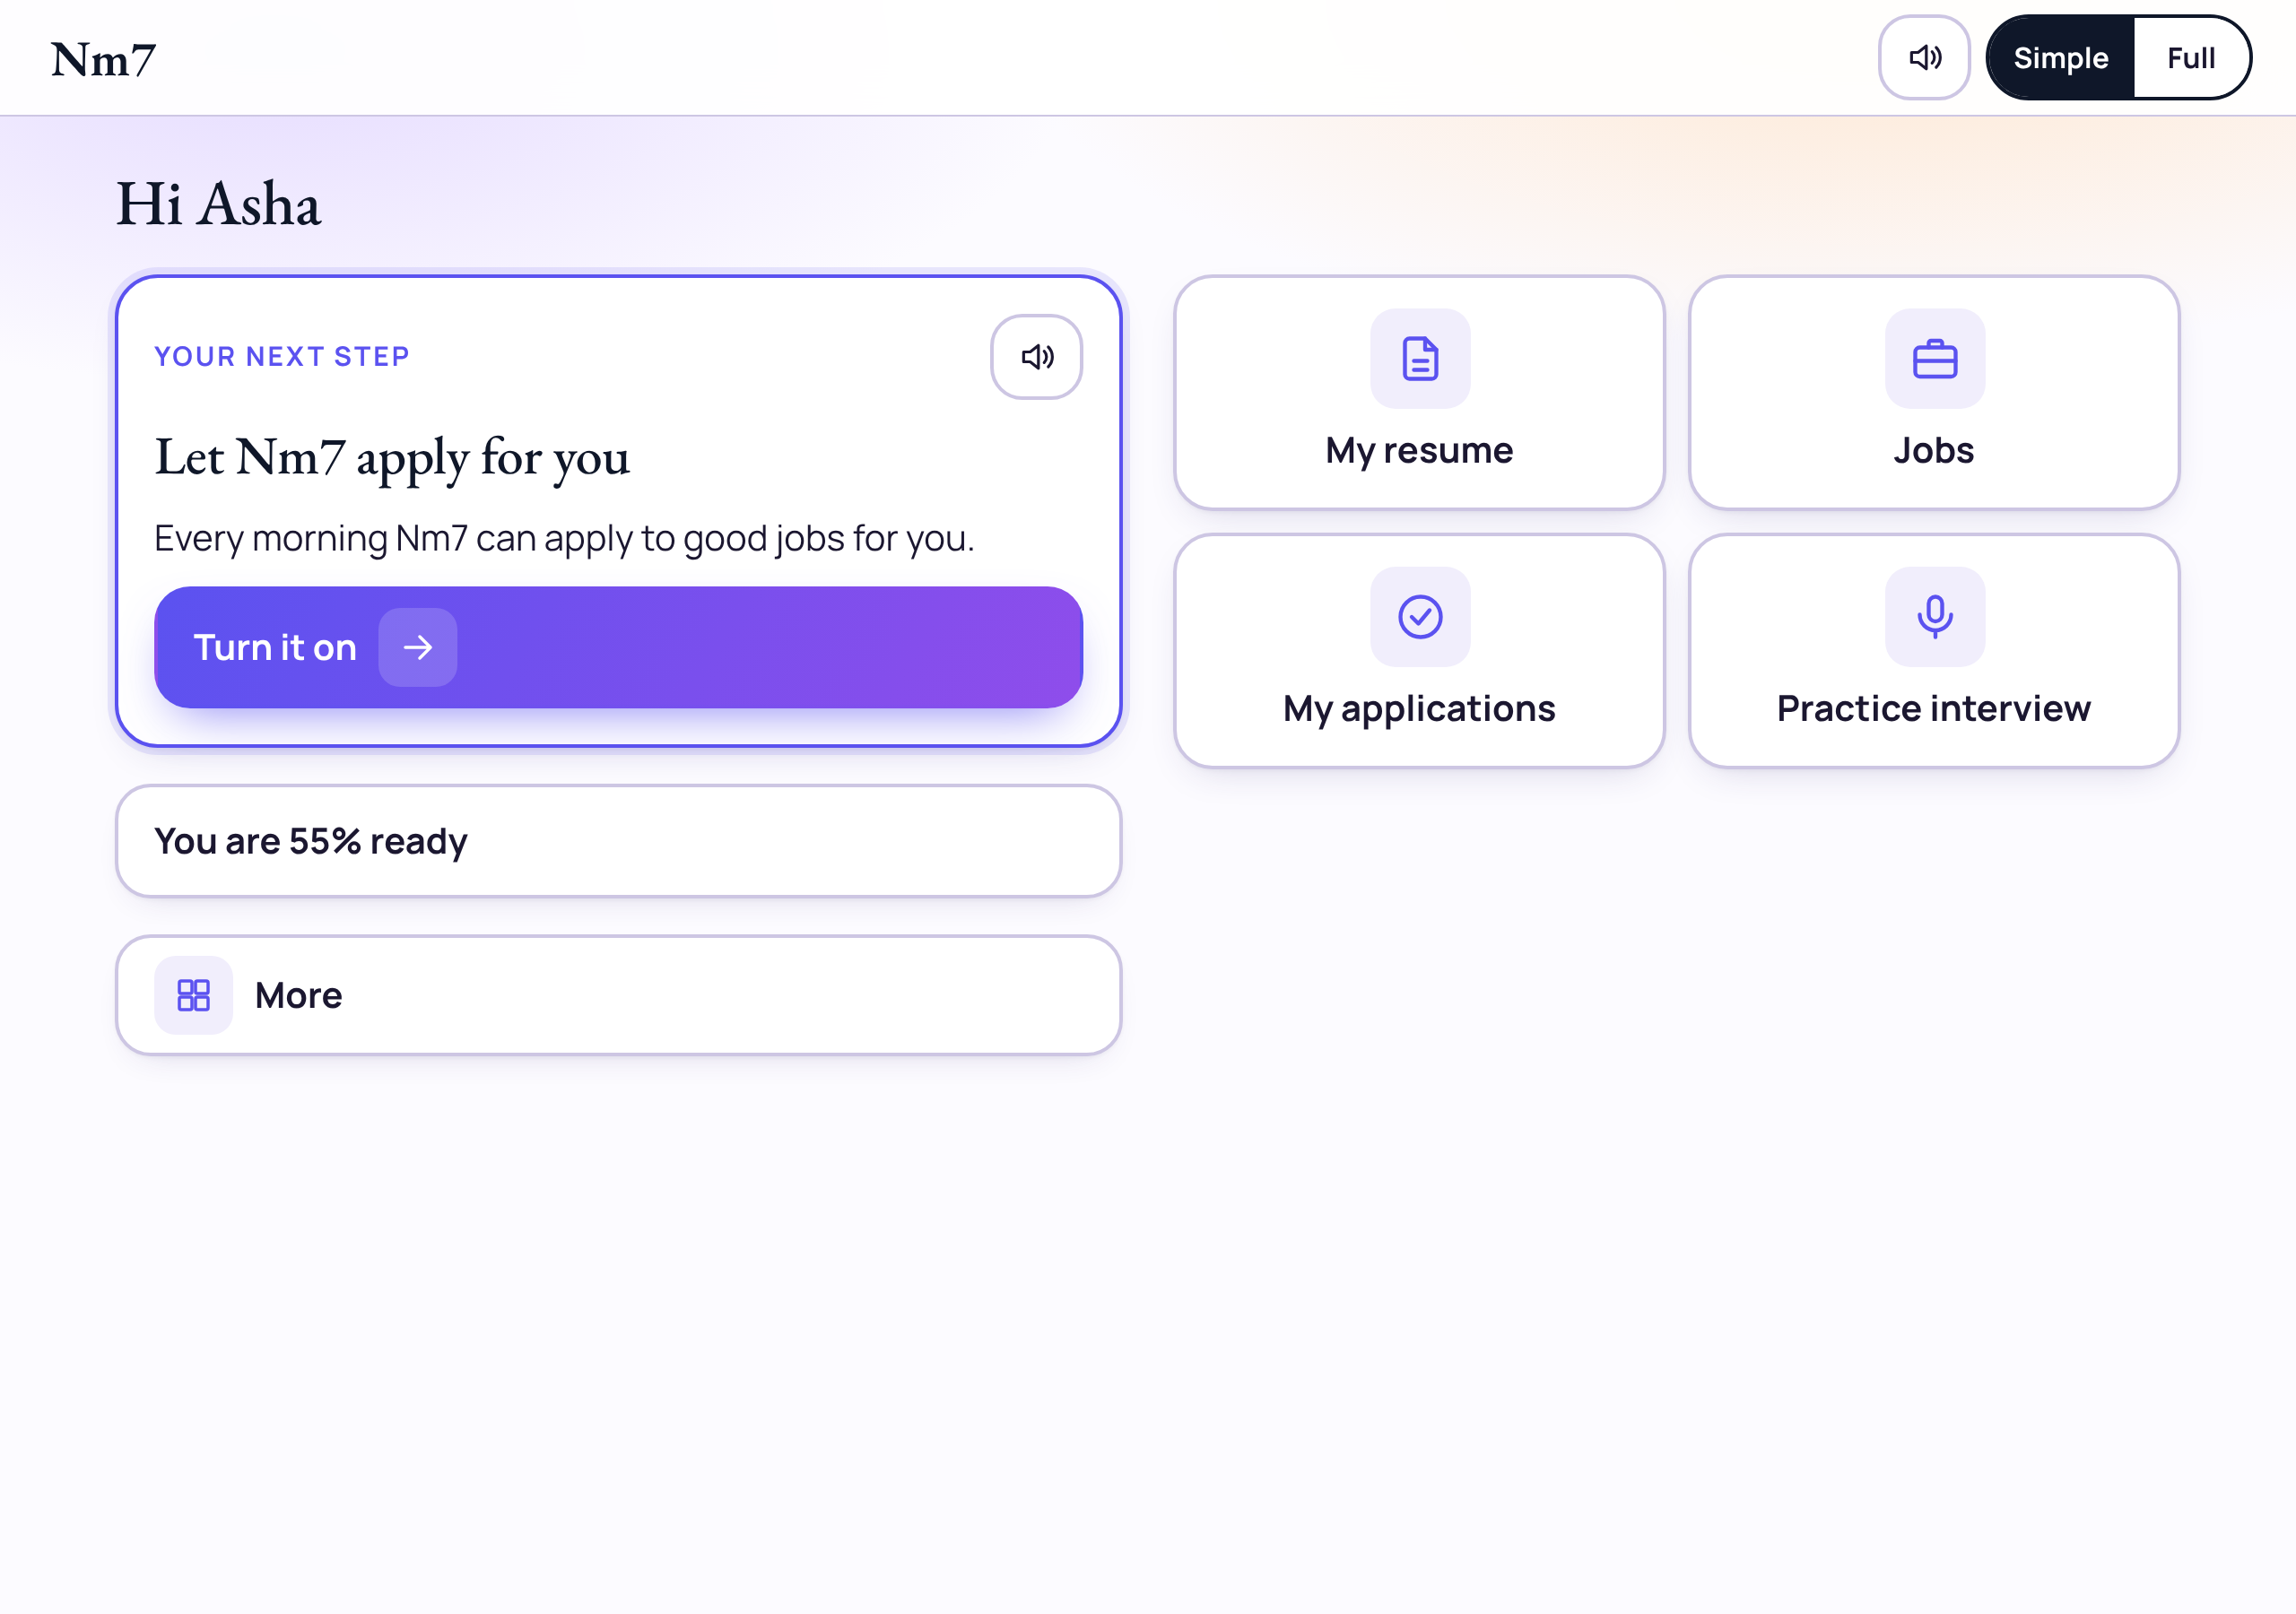 Nm7
Simple
Full
Hi Asha
YOUR NEXT STEP
Let Nm7 apply for you
Every morning Nm7 can apply to good jobs for you.
Turn it on
You are 55% ready
More
My resume
Jobs
My applications
Practice interview